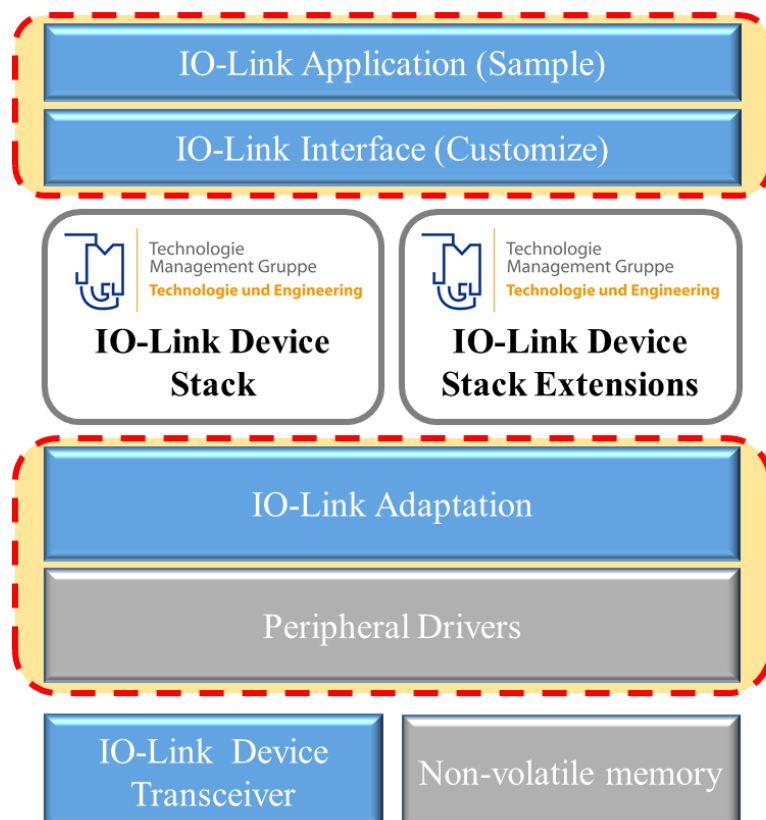 IO-Link Application (Sample)
IO-Link Interface (Customize)
Technologie
Management Gruppe
Technologie und Engineering
IO-Link Device
Stack
Technologie
Management Gruppe
Technologie und Engineering
IO-Link Device
Stack Extensions
IO-Link Adaptation
Peripheral Drivers
IO-Link Device
Transceiver
Non-volatile memory